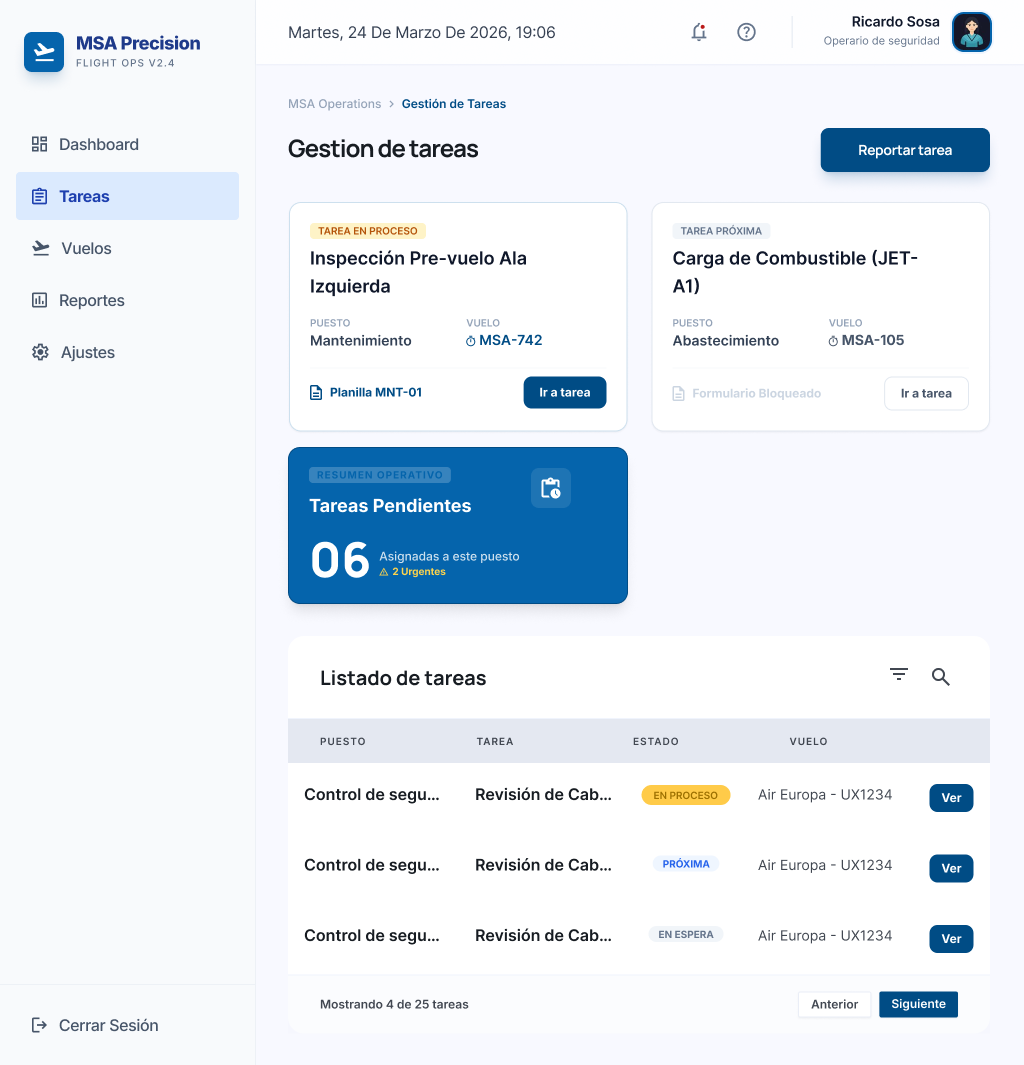 MSA Precision
FLIGHT OPS V2.4
Dashboard
Tareas
Vuelos
Reportes
Ajustes
Cerrar Sesión
Martes, 24 De Marzo De 2026, 19:06
Ricardo Sosa
Operario de seguridad
MSA Operations > Gestión de Tareas
Gestion de tareas
Reportar tarea
TAREA EN PROCESO
Inspección Pre-vuelo Ala
Izquierda
PUESTO VUELO
Mantenimiento MSA-742
Planilla MNT-01 Ir a tarea
TAREA PRÓXIMA
Carga de Combustible (JET-
A1)
PUESTO VUELO
Abastecimiento MSA-105
Formulario Bloqueado Ir a tarea
RESUMEN OPERATIVO
Tareas Pendientes
06
Asignadas a este puesto
2 Urgentes
Listado de tareas
PUESTO TAREA ESTADO VUELO
Control de segu... Revisión de Cab... EN PROCESO Air Europa - UX1234 Ver
Control de segu... Revisión de Cab... PRÓXIMA Air Europa - UX1234 Ver
Control de segu... Revisión de Cab... EN ESPERA Air Europa - UX1234 Ver
Mostrando 4 de 25 tareas Anterior Siguiente